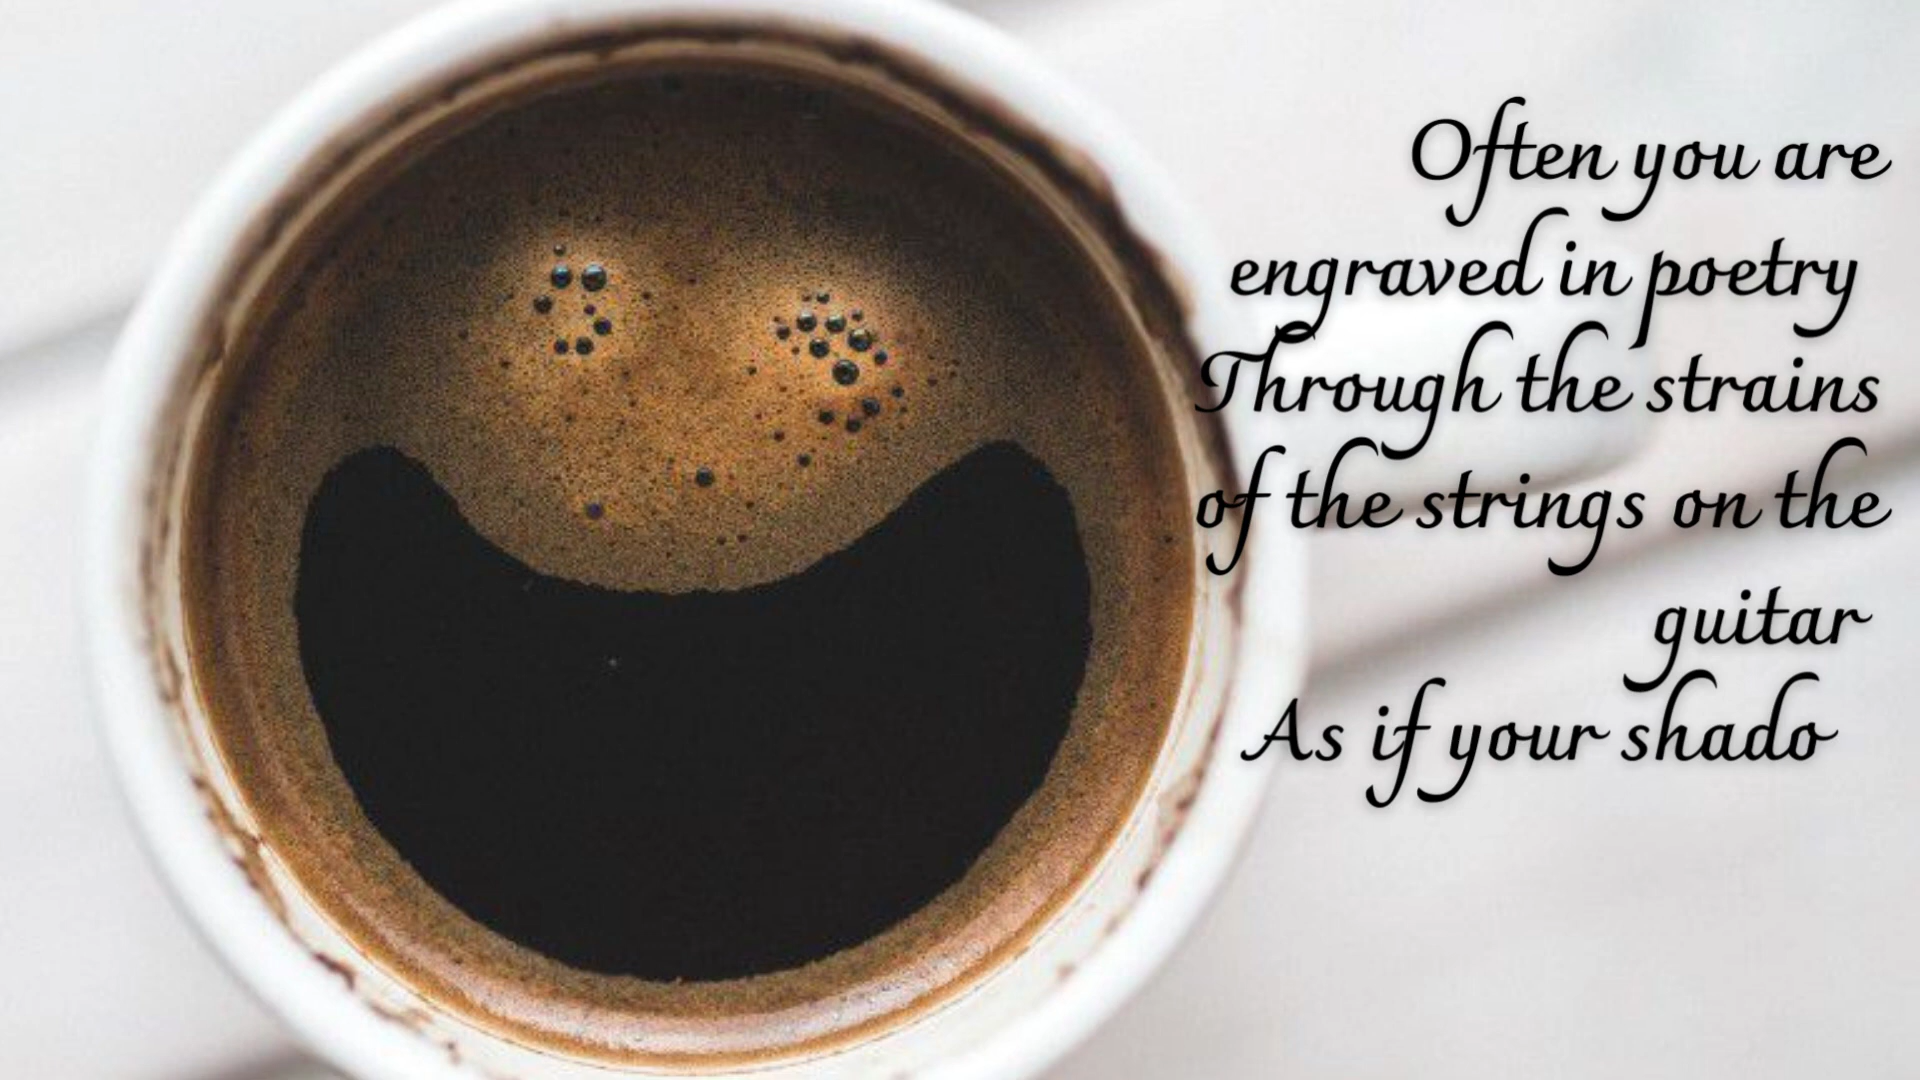 Often you are
engraved in poetry
Through the strains
of the strings on the
guitar
As if your shado